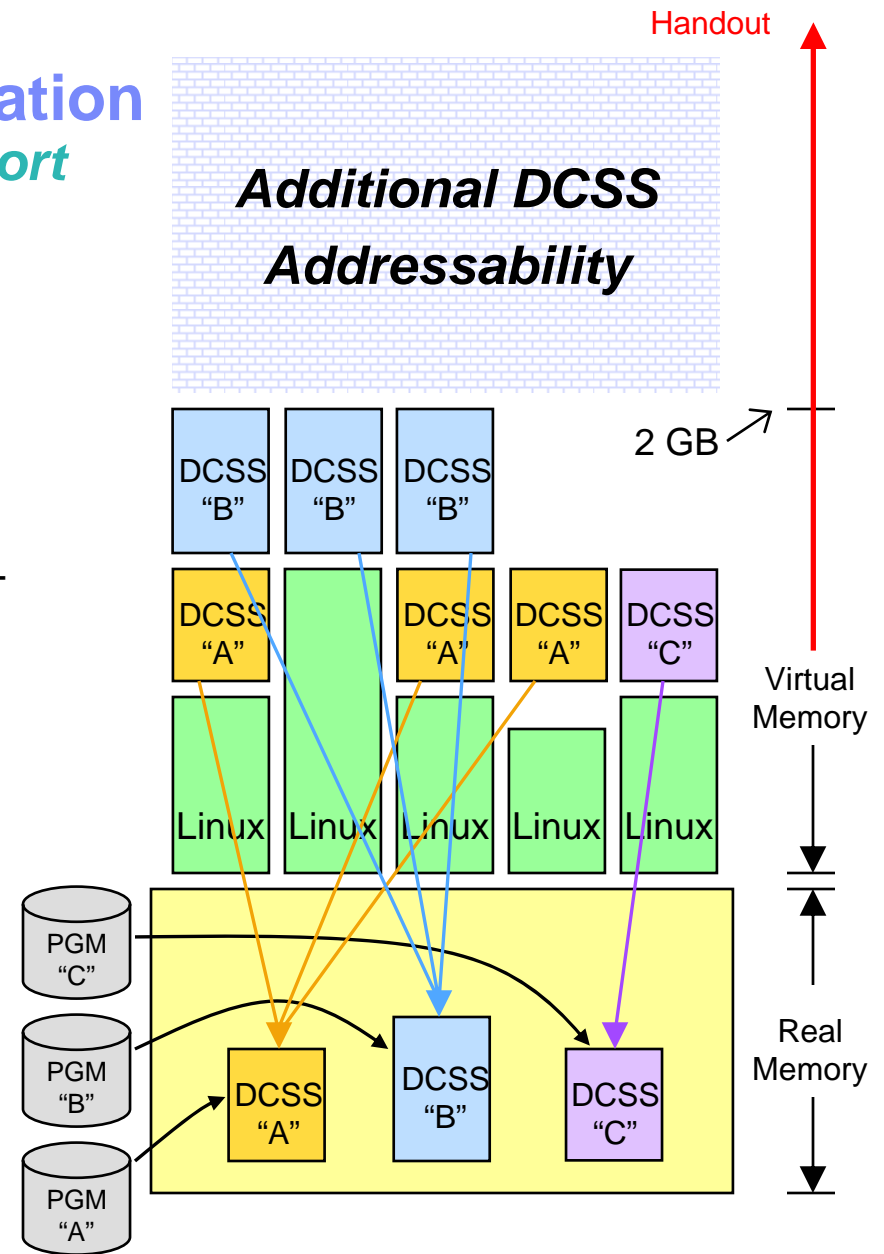 Handout
ation
ort
Additional DCSS
Addressability
2 GB
DCSS
“B”
DCSS
“B”
DCSS
“B”
DCSS
“A”
DCSS
“A”
DCSS
“A”
DCSS
“C”
Virtual
Memory
Linux
Linux
Linux
Linux
Linux
PGM
“C”
PGM
“B”
PGM
“A”
DCSS
“A”
DCSS
“B”
DCSS
“C”
Real
Memory